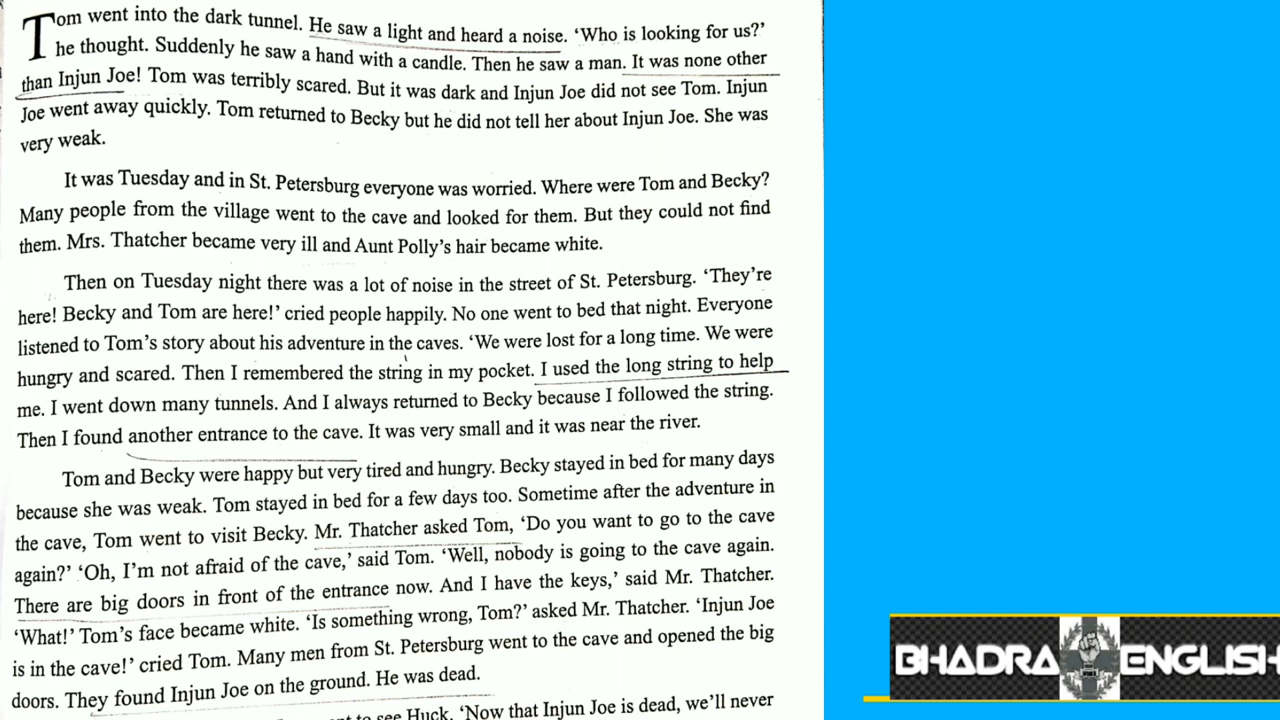 Tom went into the dark tunnel. He saw a light and heard a noise. ‘Who is looking for us?’
he thought. Suddenly he saw a hand with a candle. Then he saw a man. It was none other
than Injun Joe! Tom was terribly scared. But it was dark and Injun Joe did not see Tom. Injun
Joe went away quickly. Tom returned to Becky but he did not tell her about Injun Joe. She was
very weak.
It was Tuesday and in St. Petersburg everyone was worried. Where were Tom and Becky?
Many people from the village went to the cave and looked for them. But they could not find
them. Mrs. Thatcher became very ill and Aunt Polly’s hair became white.
Then on Tuesday night there was a lot of noise in the street of St. Petersburg. ‘They’re
here! Becky and Tom are here!’ cried people happily. No one went to bed that night. Everyone
listened to Tom’s story about his adventure in the caves. ‘We were lost for a long time. We were
hungry and scared. Then I remembered the string in my pocket. I used the long string to help
me. I went down many tunnels. And I always returned to Becky because I followed the string.
Then I found another entrance to the cave. It was very small and it was near the river.
Tom and Becky were happy but very tired and hungry. Becky stayed in bed for many days
because she was weak. Tom stayed in bed for a few days too. Sometime after the adventure in
the cave, Tom went to visit Becky. Mr. Thatcher asked Tom, ‘Do you want to go to the cave
again?’ ‘Oh, I’m not afraid of the cave,’ said Tom. ‘Well, nobody is going to the cave again.
There are big doors in front of the entrance now. And I have the keys,’ said Mr. Thatcher.
‘What!’ Tom’s face became white. ‘Is something wrong, Tom?’ asked Mr. Thatcher. ‘Injun Joe
is in the cave!’ cried Tom. Many men from St. Petersburg went to the cave and opened the big
doors. They found Injun Joe on the ground. He was dead.
to see Huck. ‘Now that Injun Joe is dead, we’ll never
BHADRA ENGLISH